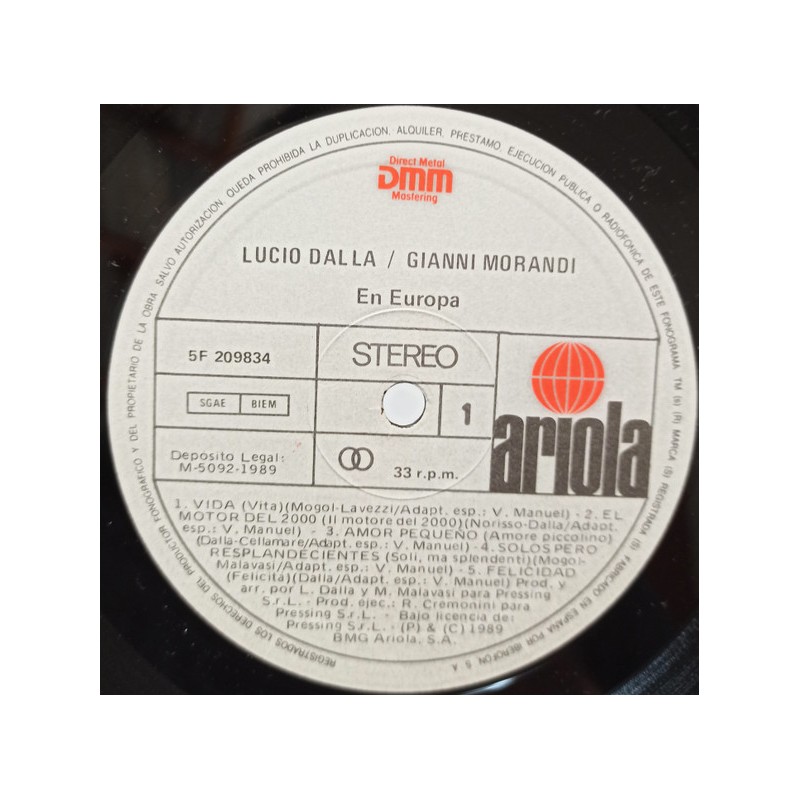 REGISTRADOS LOS DERECHOS DEL PRODUCTOR FONOGRAFICO Y DEL PROPIETARIO DE LA OBRA. SALVO AUTORIZACION, QUEDA PROHIBIDA LA DUPLICACION, ALQUILER, PRESTAMO, EJECUCION PUBLICA O RADIOFONICA DE ESTE FONOGRAMA TM (s) (R) MARCA (S) REGISTRADA (S) FABRICADO EN ESPAÑA POR IBEROFON, S.A.
Direct Metal
DMM
Mastering
LUCIO DALLA / GIANNI MORANDI
En Europa
5F 209834
STEREO
SGAE BIEM
1
ariola
Deposito Legal:
M-5092-1989
33 r.p.m.
1. VIDA (Vita)(Mogol-Lavezzi/Adapt. esp.: V. Manuel) - 2. EL
MOTOR DEL 2000 (Il motore del 2000)(Norisso-Dalla/Adapt.
esp.: V. Manuel) - 3. AMOR PEQUEÑO (Amore piccolino)
(Dalla-Cellamare/Adapt. esp.: V. Manuel) - 4. SOLOS PERO
RESPLANDECIENTES (Soli, ma splendenti)(Mogol-
Malavasi/Adapt. esp.: V. Manuel) - 5. FELICIDAD
(Felicita)(Dalla/Adapt. esp.: V. Manuel) Prod. y
arr. por L. Dalla y M. Malavasi para Pressing
S.r.L. - Prod. ejec.: R. Cremonini para
Pressing S.r.L. - Bajo licencia de:
Pressing S.r.L. - (P) & (C) 1989
BMG Ariola, S.A.